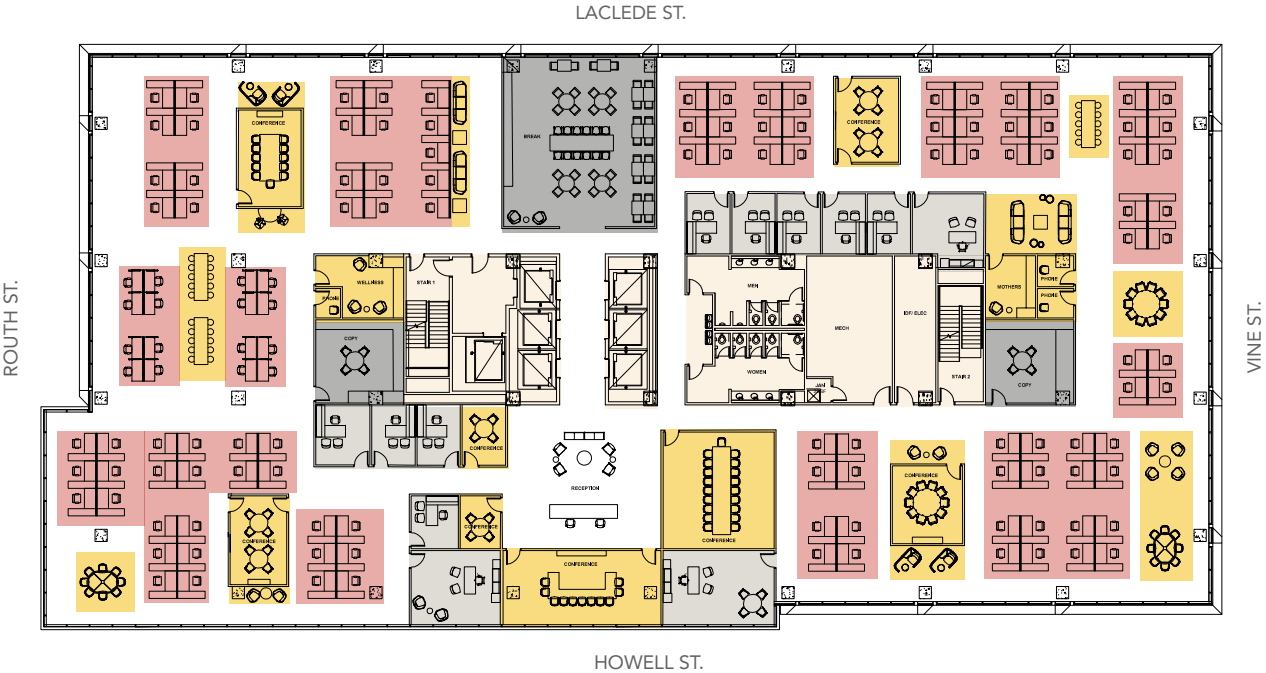 LACLEDE ST.
CONFERENCE
BREAK
CONFERENCE
WELLNESS
PHONE
STAIR 1
MEN
MECH
IDF/ ELEC
MOTHERS
PHONE
PHONE
COPY
WOMEN
JAN
STAIR 2
COPY
ROUTH ST.
VINE ST.
CONFERENCE
RECEPTION
CONFERENCE
CONFERENCE
CONFERENCE
CONFERENCE
CONFERENCE
CONFERENCE
HOWELL ST.